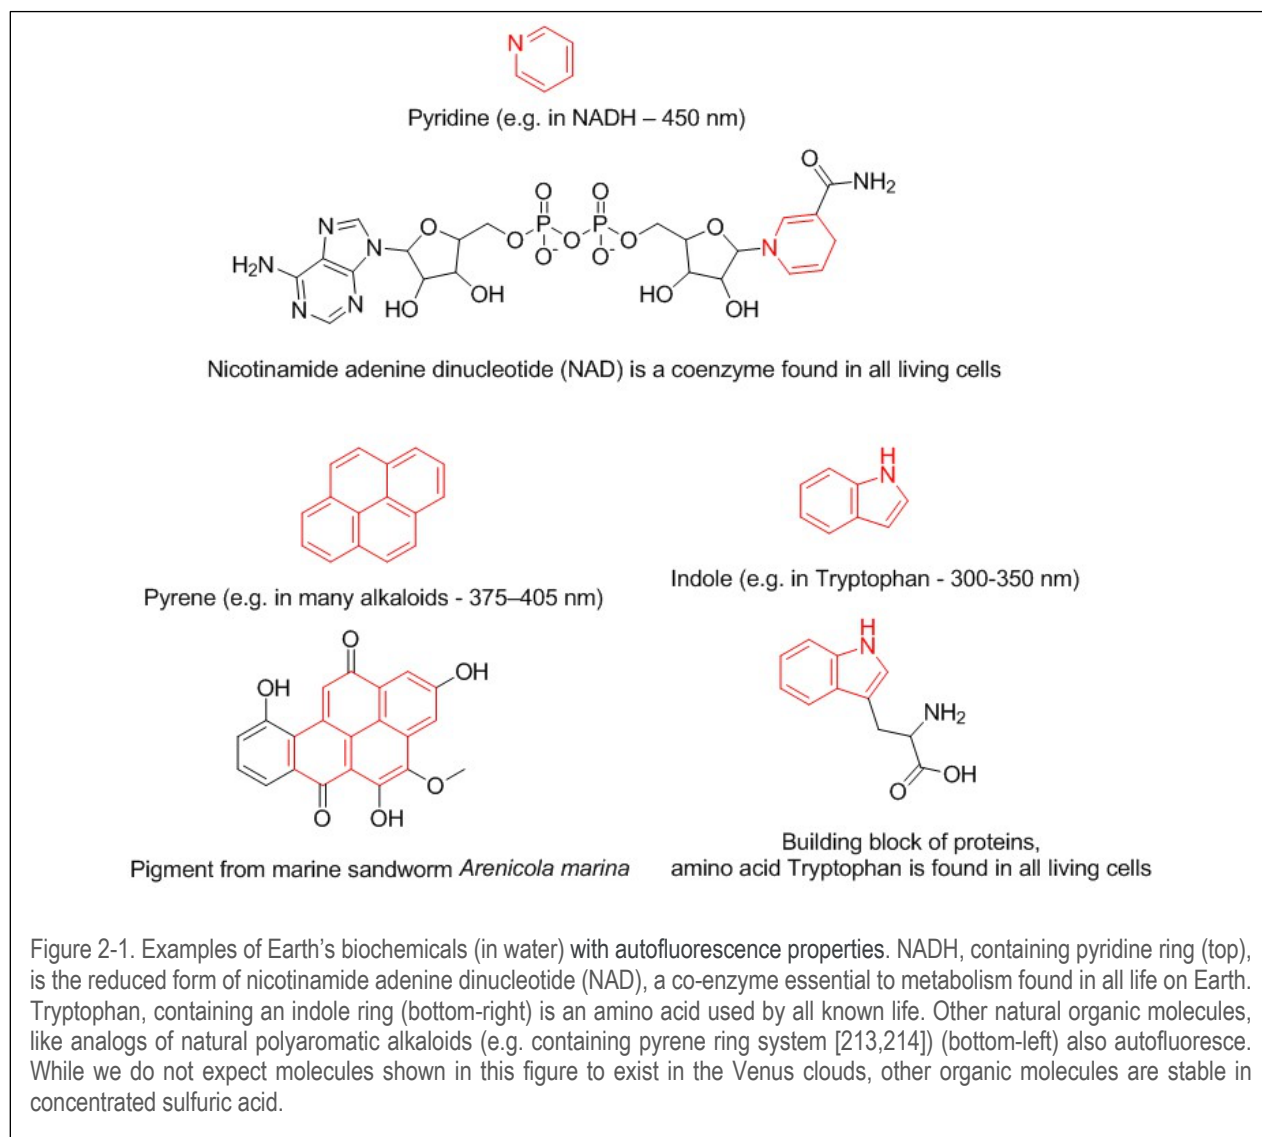 N
Pyridine (e.g. in NADH – 450 nm)
O
NH2
O O
N N O O P O P O O N
H2N N N O- O- HO OH
HO OH
Nicotinamide adenine dinucleotide (NAD) is a coenzyme found in all living cells
H
N
Pyrene (e.g. in many alkaloids - 375–405 nm)
Indole (e.g. in Tryptophan - 300-350 nm)
O
OH OH
O
O OH
Pigment from marine sandworm Arenicola marina
H
N
NH2
OH
O
Building block of proteins,
amino acid Tryptophan is found in all living cells
Figure 2-1. Examples of Earth’s biochemicals (in water) with autofluorescence properties. NADH, containing pyridine ring (top),
is the reduced form of nicotinamide adenine dinucleotide (NAD), a co-enzyme essential to metabolism found in all life on Earth.
Tryptophan, containing an indole ring (bottom-right) is an amino acid used by all known life. Other natural organic molecules,
like analogs of natural polyaromatic alkaloids (e.g. containing pyrene ring system [213,214]) (bottom-left) also autofluoresce.
While we do not expect molecules shown in this figure to exist in the Venus clouds, other organic molecules are stable in
concentrated sulfuric acid.